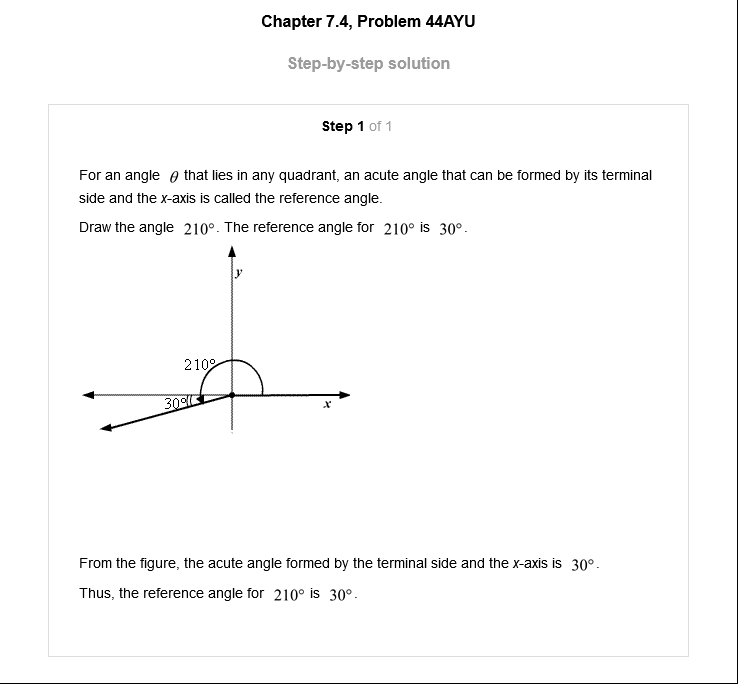 Chapter 7.4, Problem 44AYU
Step-by-step solution
Step 1 of 1
For an angle θ that lies in any quadrant, an acute angle that can be formed by its terminal
side and the x-axis is called the reference angle.
Draw the angle 210°. The reference angle for 210° is 30°.
y
210°
30°
x
From the figure, the acute angle formed by the terminal side and the x-axis is 30°.
Thus, the reference angle for 210° is 30°.